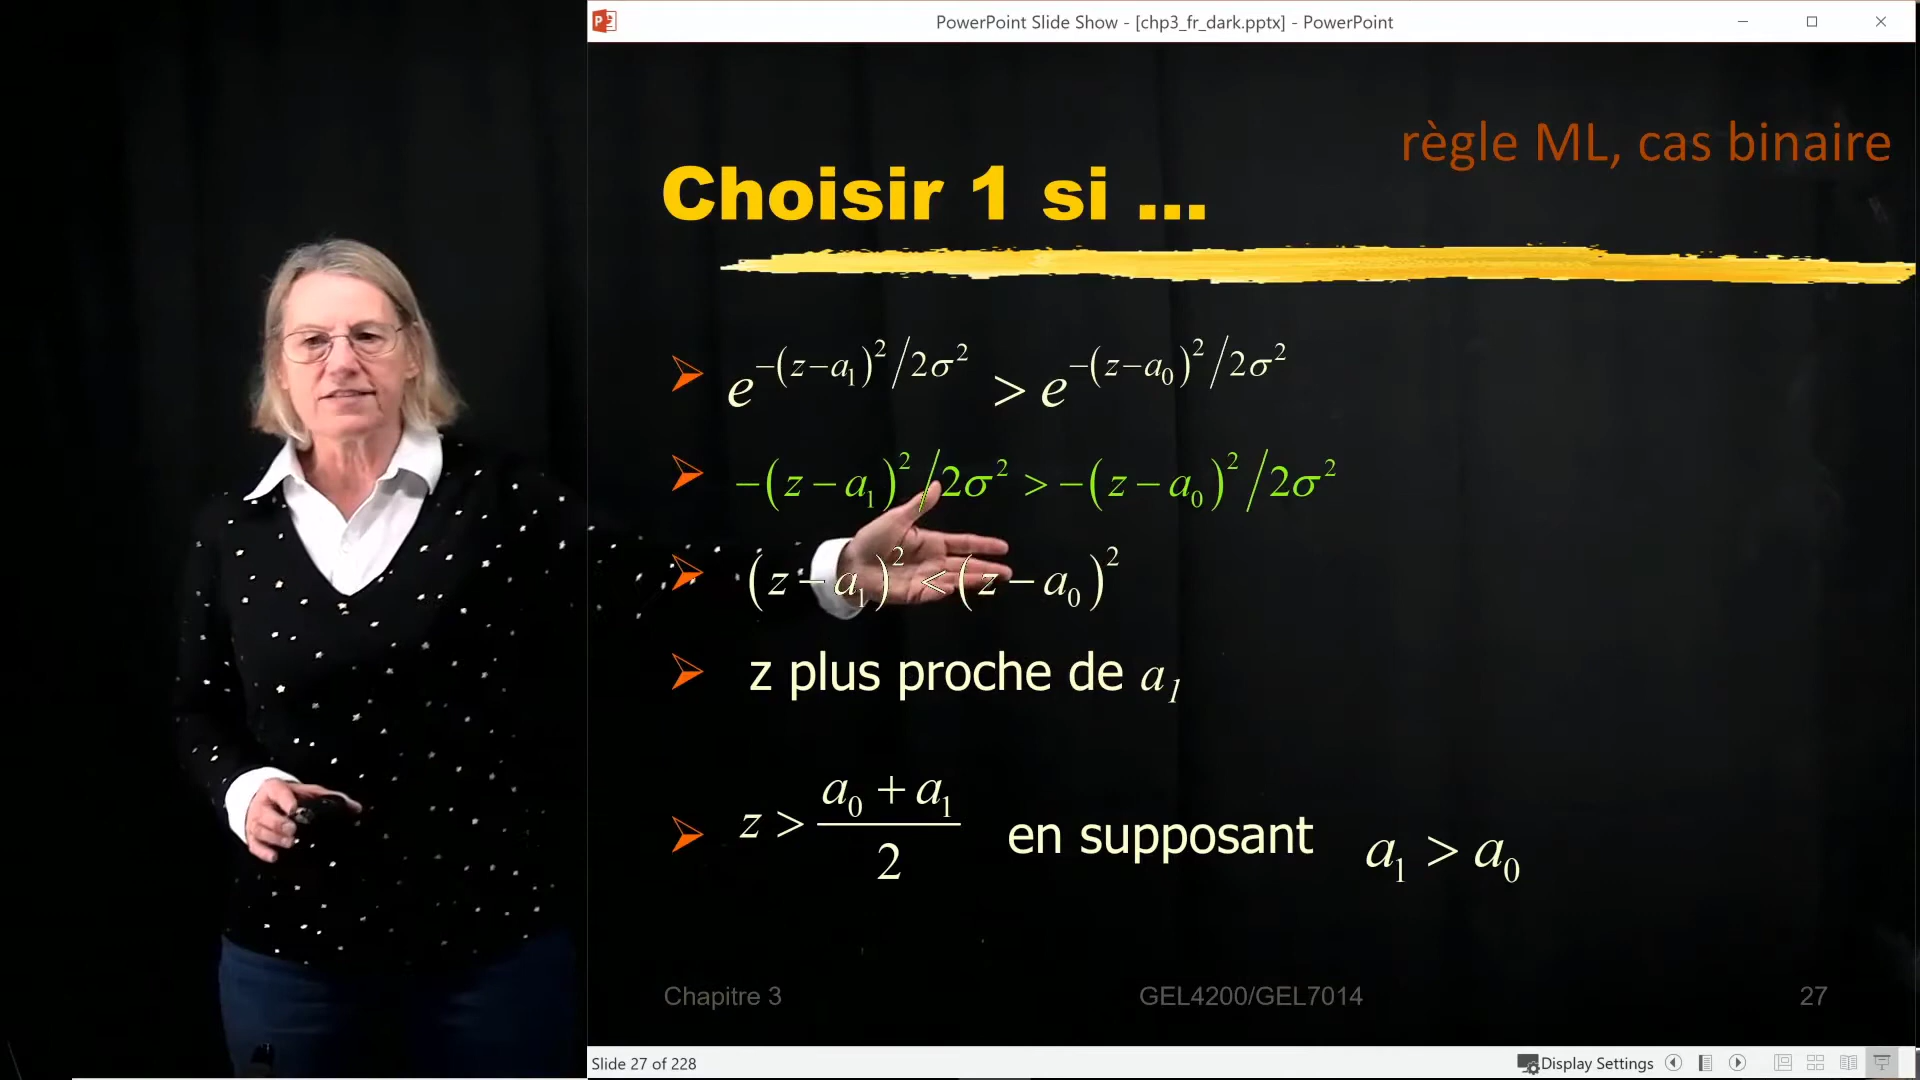 PowerPoint Slide Show - [chp3_fr_dark.pptx] - PowerPoint
règle ML, cas binaire
Choisir 1 si ...
e^{-(z-a_1)^2/2σ^2} > e^{-(z-a_0)^2/2σ^2}
-(z-a_1)^2/2σ^2 > -(z-a_0)^2/2σ^2
(z-a_1)^2 < (z-a_0)^2
z plus proche de a_1
z > \frac{a_0+a_1}{2} en supposant a_1 > a_0
Chapitre 3 GEL4200/GEL7014 27
Slide 27 of 228 Display Settings